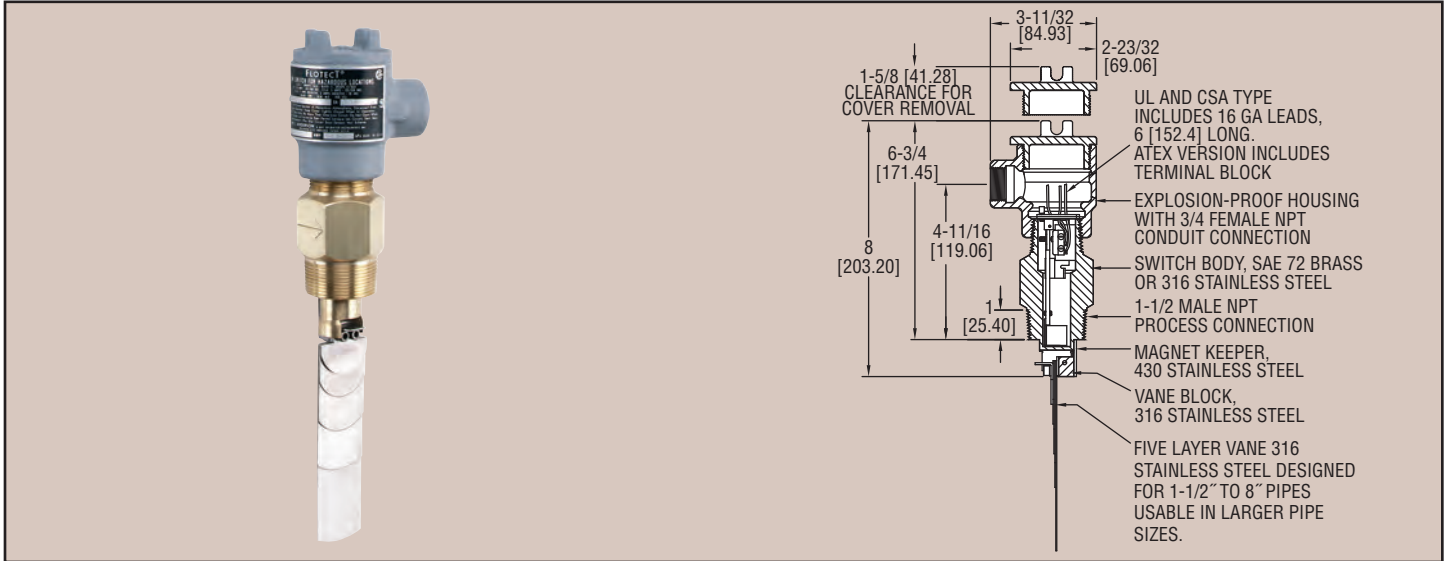 FLOTECT®
SWITCH FOR HAZARDOUS LOCATIONS
3-11/32
[84.93]
2-23/32
[69.06]
1-5/8 [41.28]
CLEARANCE FOR
COVER REMOVAL
6-3/4
[171.45]
4-11/16
[119.06]
8
[203.20]
1
[25.40]
UL AND CSA TYPE
INCLUDES 16 GA LEADS,
6 [152.4] LONG.
ATEX VERSION INCLUDES
TERMINAL BLOCK
EXPLOSION-PROOF HOUSING
WITH 3/4 FEMALE NPT
CONDUIT CONNECTION
SWITCH BODY, SAE 72 BRASS
OR 316 STAINLESS STEEL
1-1/2 MALE NPT
PROCESS CONNECTION
MAGNET KEEPER,
430 STAINLESS STEEL
VANE BLOCK,
316 STAINLESS STEEL
FIVE LAYER VANE 316
STAINLESS STEEL DESIGNED
FOR 1-1/2˝ TO 8˝ PIPES
USABLE IN LARGER PIPE
SIZES.